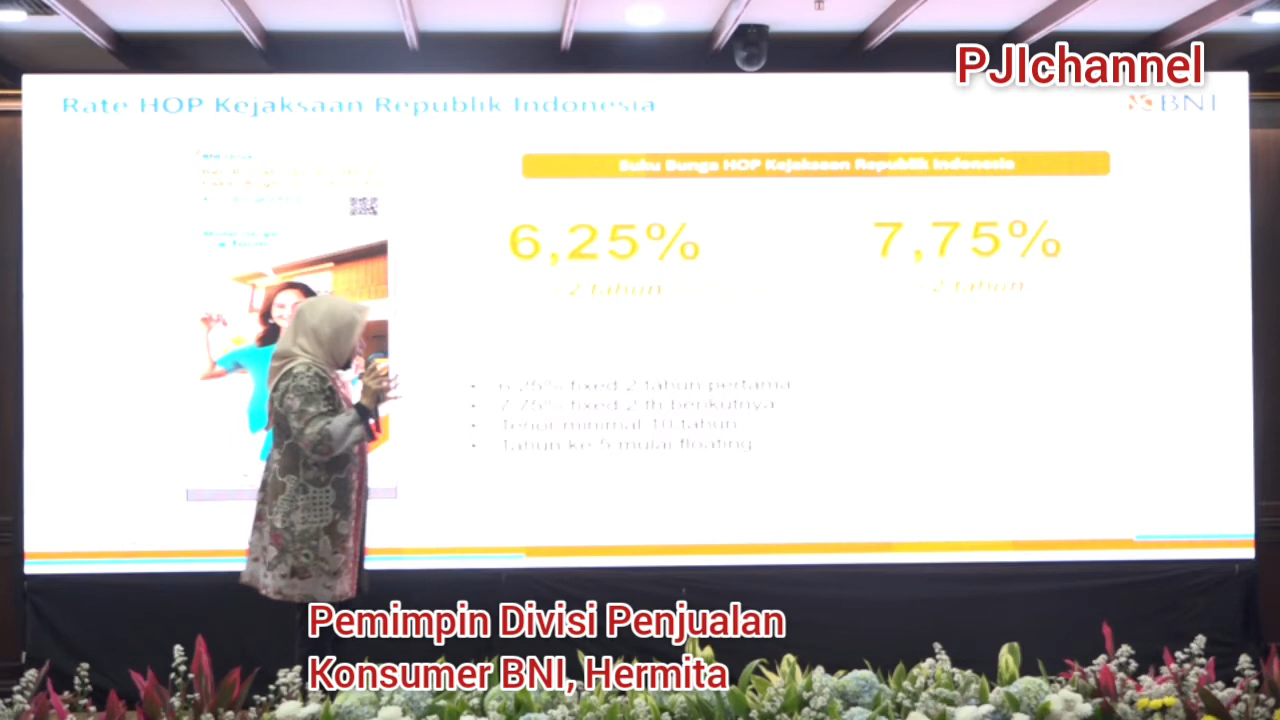 PJIchannel
Rate HOP Kejaksaan Republik Indonesia
BNI
Suku Bunga HOP Kejaksaan Republik Indonesia
6,25%
7,75%
2 tahun
2 tahun
6.25% fixed 2 tahun pertama
7.75% fixed 2 th berikutnya
Tenor minimal 10 tahun
Tahun ke 5 mulai floating
Pemimpin Divisi Penjualan
Konsumer BNI, Hermita